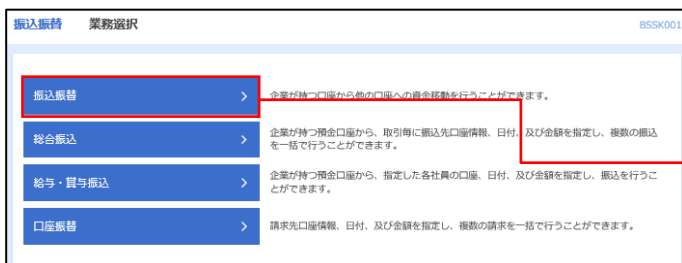 振込振替 業務選択 BSSK001
振込振替 > 企業が持つ口座から他の口座への資金移動を行うことができます。
総合振込 > 企業が持つ預金口座から、取引毎に振込先口座情報、日付、及び金額を指定し、複数の振込
を一括で行うことができます。
給与・賞与振込 > 企業が持つ預金口座から、指定した各社員の口座、日付、及び金額を指定し、振込を行うこ
とができます。
口座振替 > 請求先口座情報、日付、及び金額を指定し、複数の請求を一括で行うことができます。